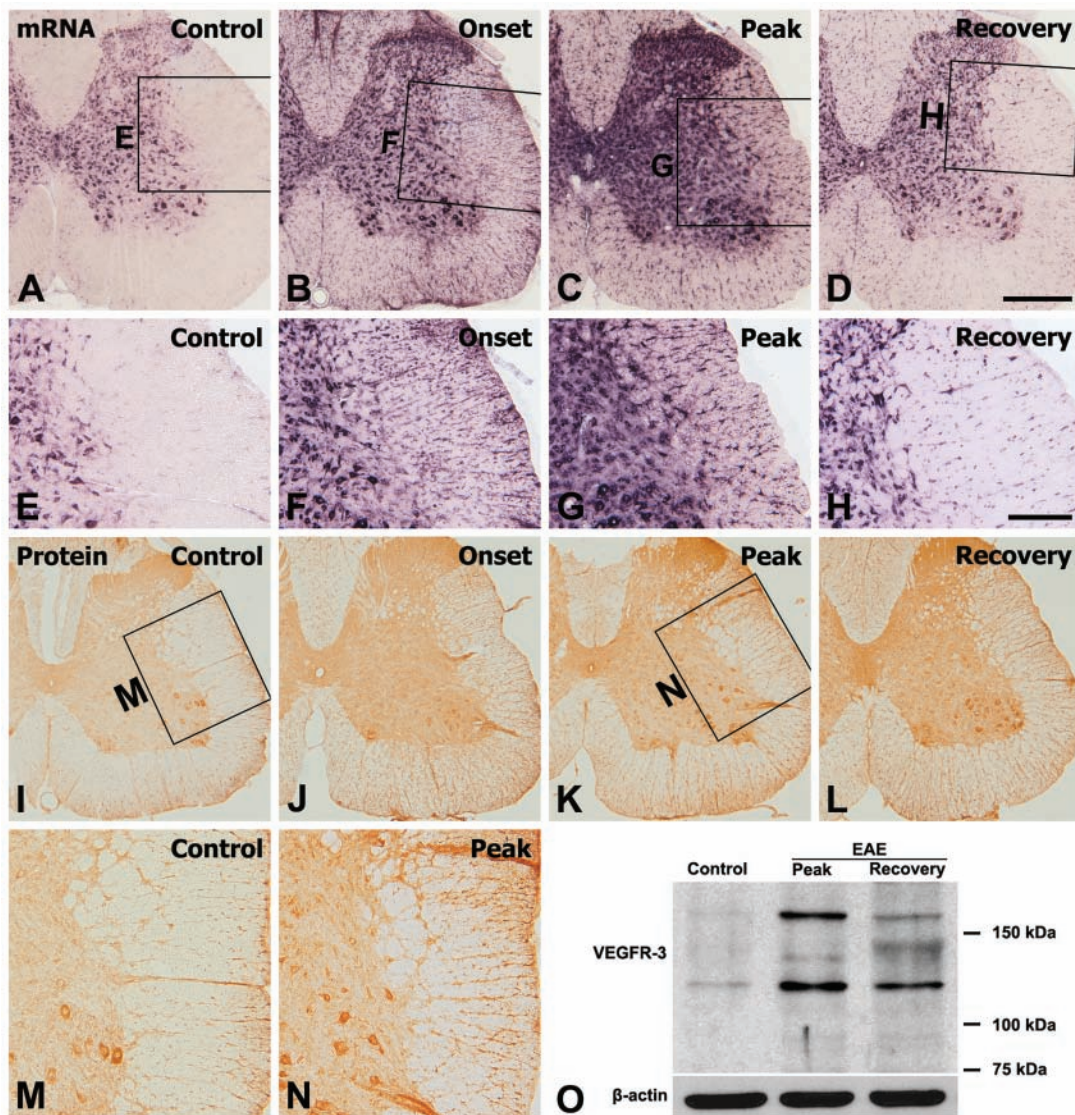 mRNA Control Onset Peak Recovery
E F G H
A B C D
Control Onset Peak Recovery
E F G H
Protein Control Onset Peak Recovery
M N
I J K L
Control Peak
M N
EAE
Control Peak Recovery
VEGFR-3
150 kDa
100 kDa
75 kDa
β-actin
O